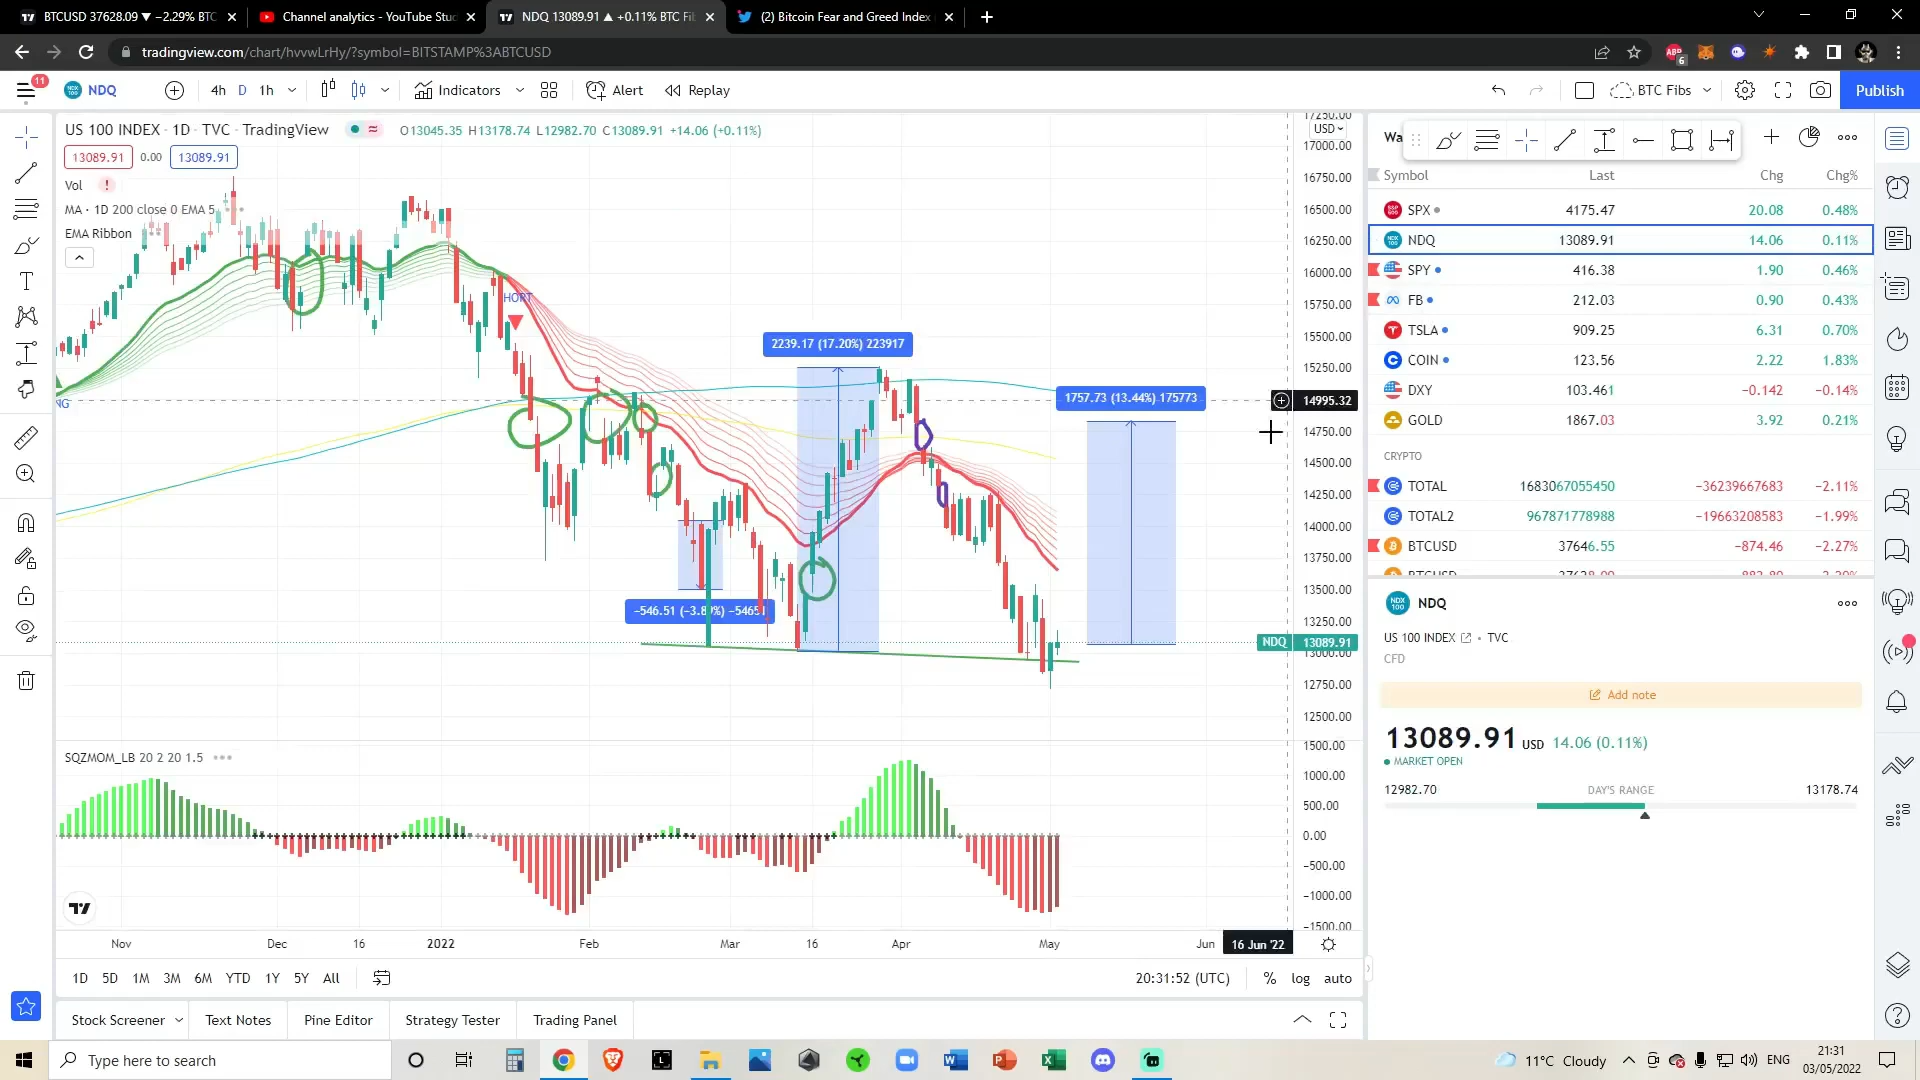 BTCUSD 37628.09 ▼ −2.29% BTC
Channel analytics - YouTube Stu
NDQ 13089.91 ▲ +0.11% BTC Fib
(2) Bitcoin Fear and Greed Index
tradingview.com/chart/hvvwLrHy/?symbol=BITSTAMP%3ABTCUSD
6
11
NDQ
4h
D
1h
Indicators
Alert
Replay
BTC Fibs
Publish
US 100 INDEX · 1D · TVC · TradingView
O13045.35 H13178.74 L12982.70 C13089.91 +14.06 (+0.11%)
13089.91
0.00
13089.91
Vol
MA · 1D 200 close 0 EMA 5
EMA Ribbon
HORT
NG
2239.17 (17.20%) 223917
1757.73 (13.44%) 175773
17250.00
USD
17000.00
16750.00
16500.00
16250.00
16000.00
15750.00
15500.00
15250.00
14995.32
14750.00
14500.00
14250.00
14000.00
13750.00
13500.00
13250.00
NDQ
13089.91
13000.00
12750.00
12500.00
SQZMOM_LB 20 2 20 1.5
1500.00
1000.00
500.00
0.00
−500.00
−1000.00
−1500.00
Nov
Dec
16
2022
Feb
Mar
16
Apr
May
Jun
16 Jun '22
1D
5D
1M
3M
6M
YTD
1Y
5Y
All
20:31:52 (UTC)
%
log
auto
Stock Screener
Text Notes
Pine Editor
Strategy Tester
Trading Panel
Wa
Symbol Last Chg Chg%
SPX 4175.47 20.08 0.48%
NDQ 13089.91 14.06 0.11%
SPY 416.38 1.90 0.46%
FB 212.03 0.90 0.43%
TSLA 909.25 6.31 0.70%
COIN 123.56 2.22 1.83%
DXY 103.461 −0.142 −0.14%
GOLD 1867.03 3.92 0.21%
CRYPTO
TOTAL 1683067055450 −36239667683 −2.11%
TOTAL2 967871778988 −19663208583 −1.99%
BTCUSD 37646.55 −874.46 −2.27%
NDQ
US 100 INDEX
TVC
CFD
Add note
13089.91 USD 14.06 (0.11%)
MARKET OPEN
12982.70 DAY'S RANGE 13178.74
Type here to search
11°C Cloudy
ENG
21:31
03/05/2022